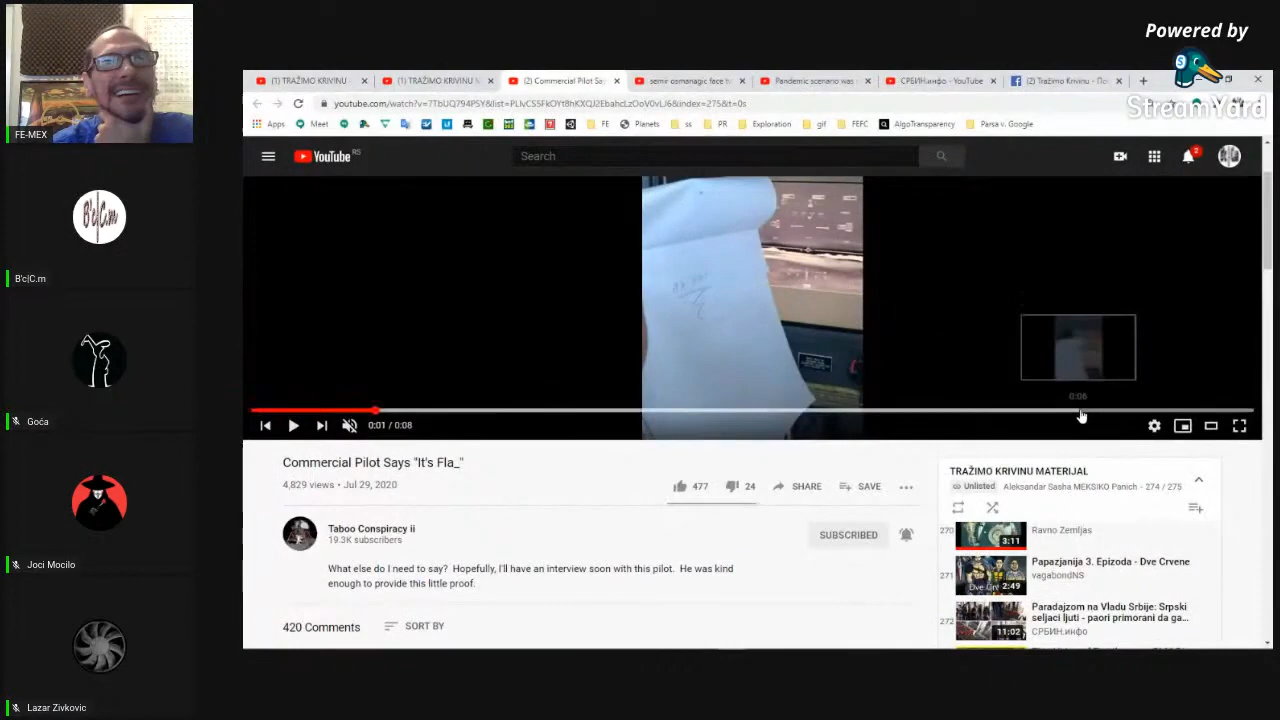 Powered by
StreamYard
FE-MEX
B'c|C.m
B'c|C.m
Goća
Joci Mocilo
Lazar Zivkovic
(1) TRAŽIMO KRIVINU
(1) TRAŽIMO KRIVINU
(2) Commercial Pilot Sa
semir osmanagic face tv
Pandemic scenario was
СРБИН.инфо - YouTube
(2) Tražimo Krivinu - Po
youtube.com/watch?v=7TbUQ794PSY&list=PLlvCS5FkOYt8hKXQJ2EbahcLzOoV0vLJ6&index=275&t=0s
Apps
Meet
FE
Planets
ss
PR
Exploration
gif
FEFC
AlgoTransparency
Parsa v. Google
YouTube RS
Search
2
0:06
0:01 / 0:08
Commercial Pilot Says "It's Fla_"
4,829 views • Jul 29, 2020
477
24
SHARE
SAVE
Taboo Conspiracy ii
19.3K subscribers
SUBSCRIBED
What else do I need to say? Hopefully, I'll have an interview soon with this pilot. He was kind
enough to provide this little proof.
420 Comments
SORT BY
TRAŽIMO KRIVINU MATERIJAL
Unlisted
Aleksandar Sasha MEKSIKO Panich - 274 / 275
270
3:11
Ravno Zemljas
271
2:49
Papazjanija 3. Epizoda - Dve Crvene
vagabondNS
272
11:02
Paradajzom na Vladu Srbije: Srpski
seljaci ljuti - paori primorani da ga...
СРБИН.инфо